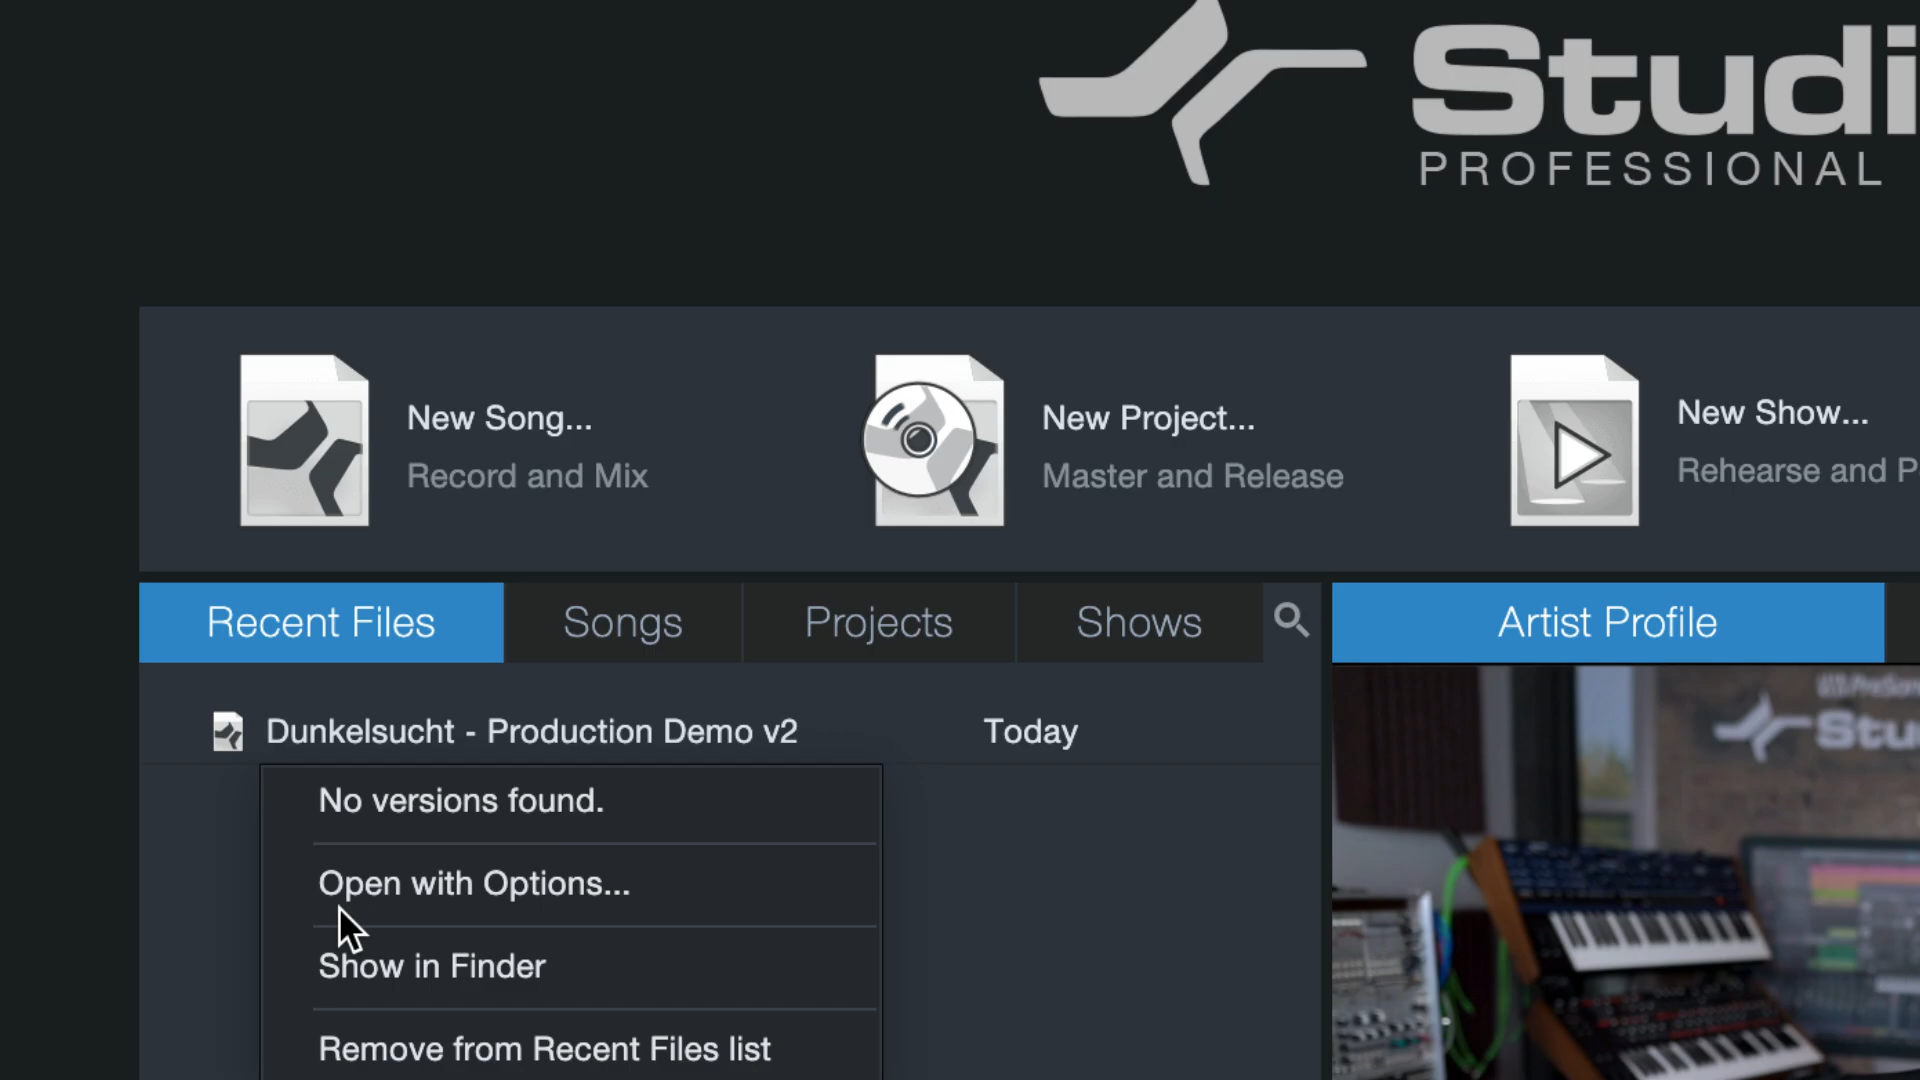 Studi
PROFESSIONAL
New Song...
Record and Mix
New Project...
Master and Release
New Show...
Rehearse and P
Recent Files
Songs
Projects
Shows
Artist Profile
Dunkelsucht - Production Demo v2
Today
No versions found.
Open with Options...
Show in Finder
Remove from Recent Files list
Stu